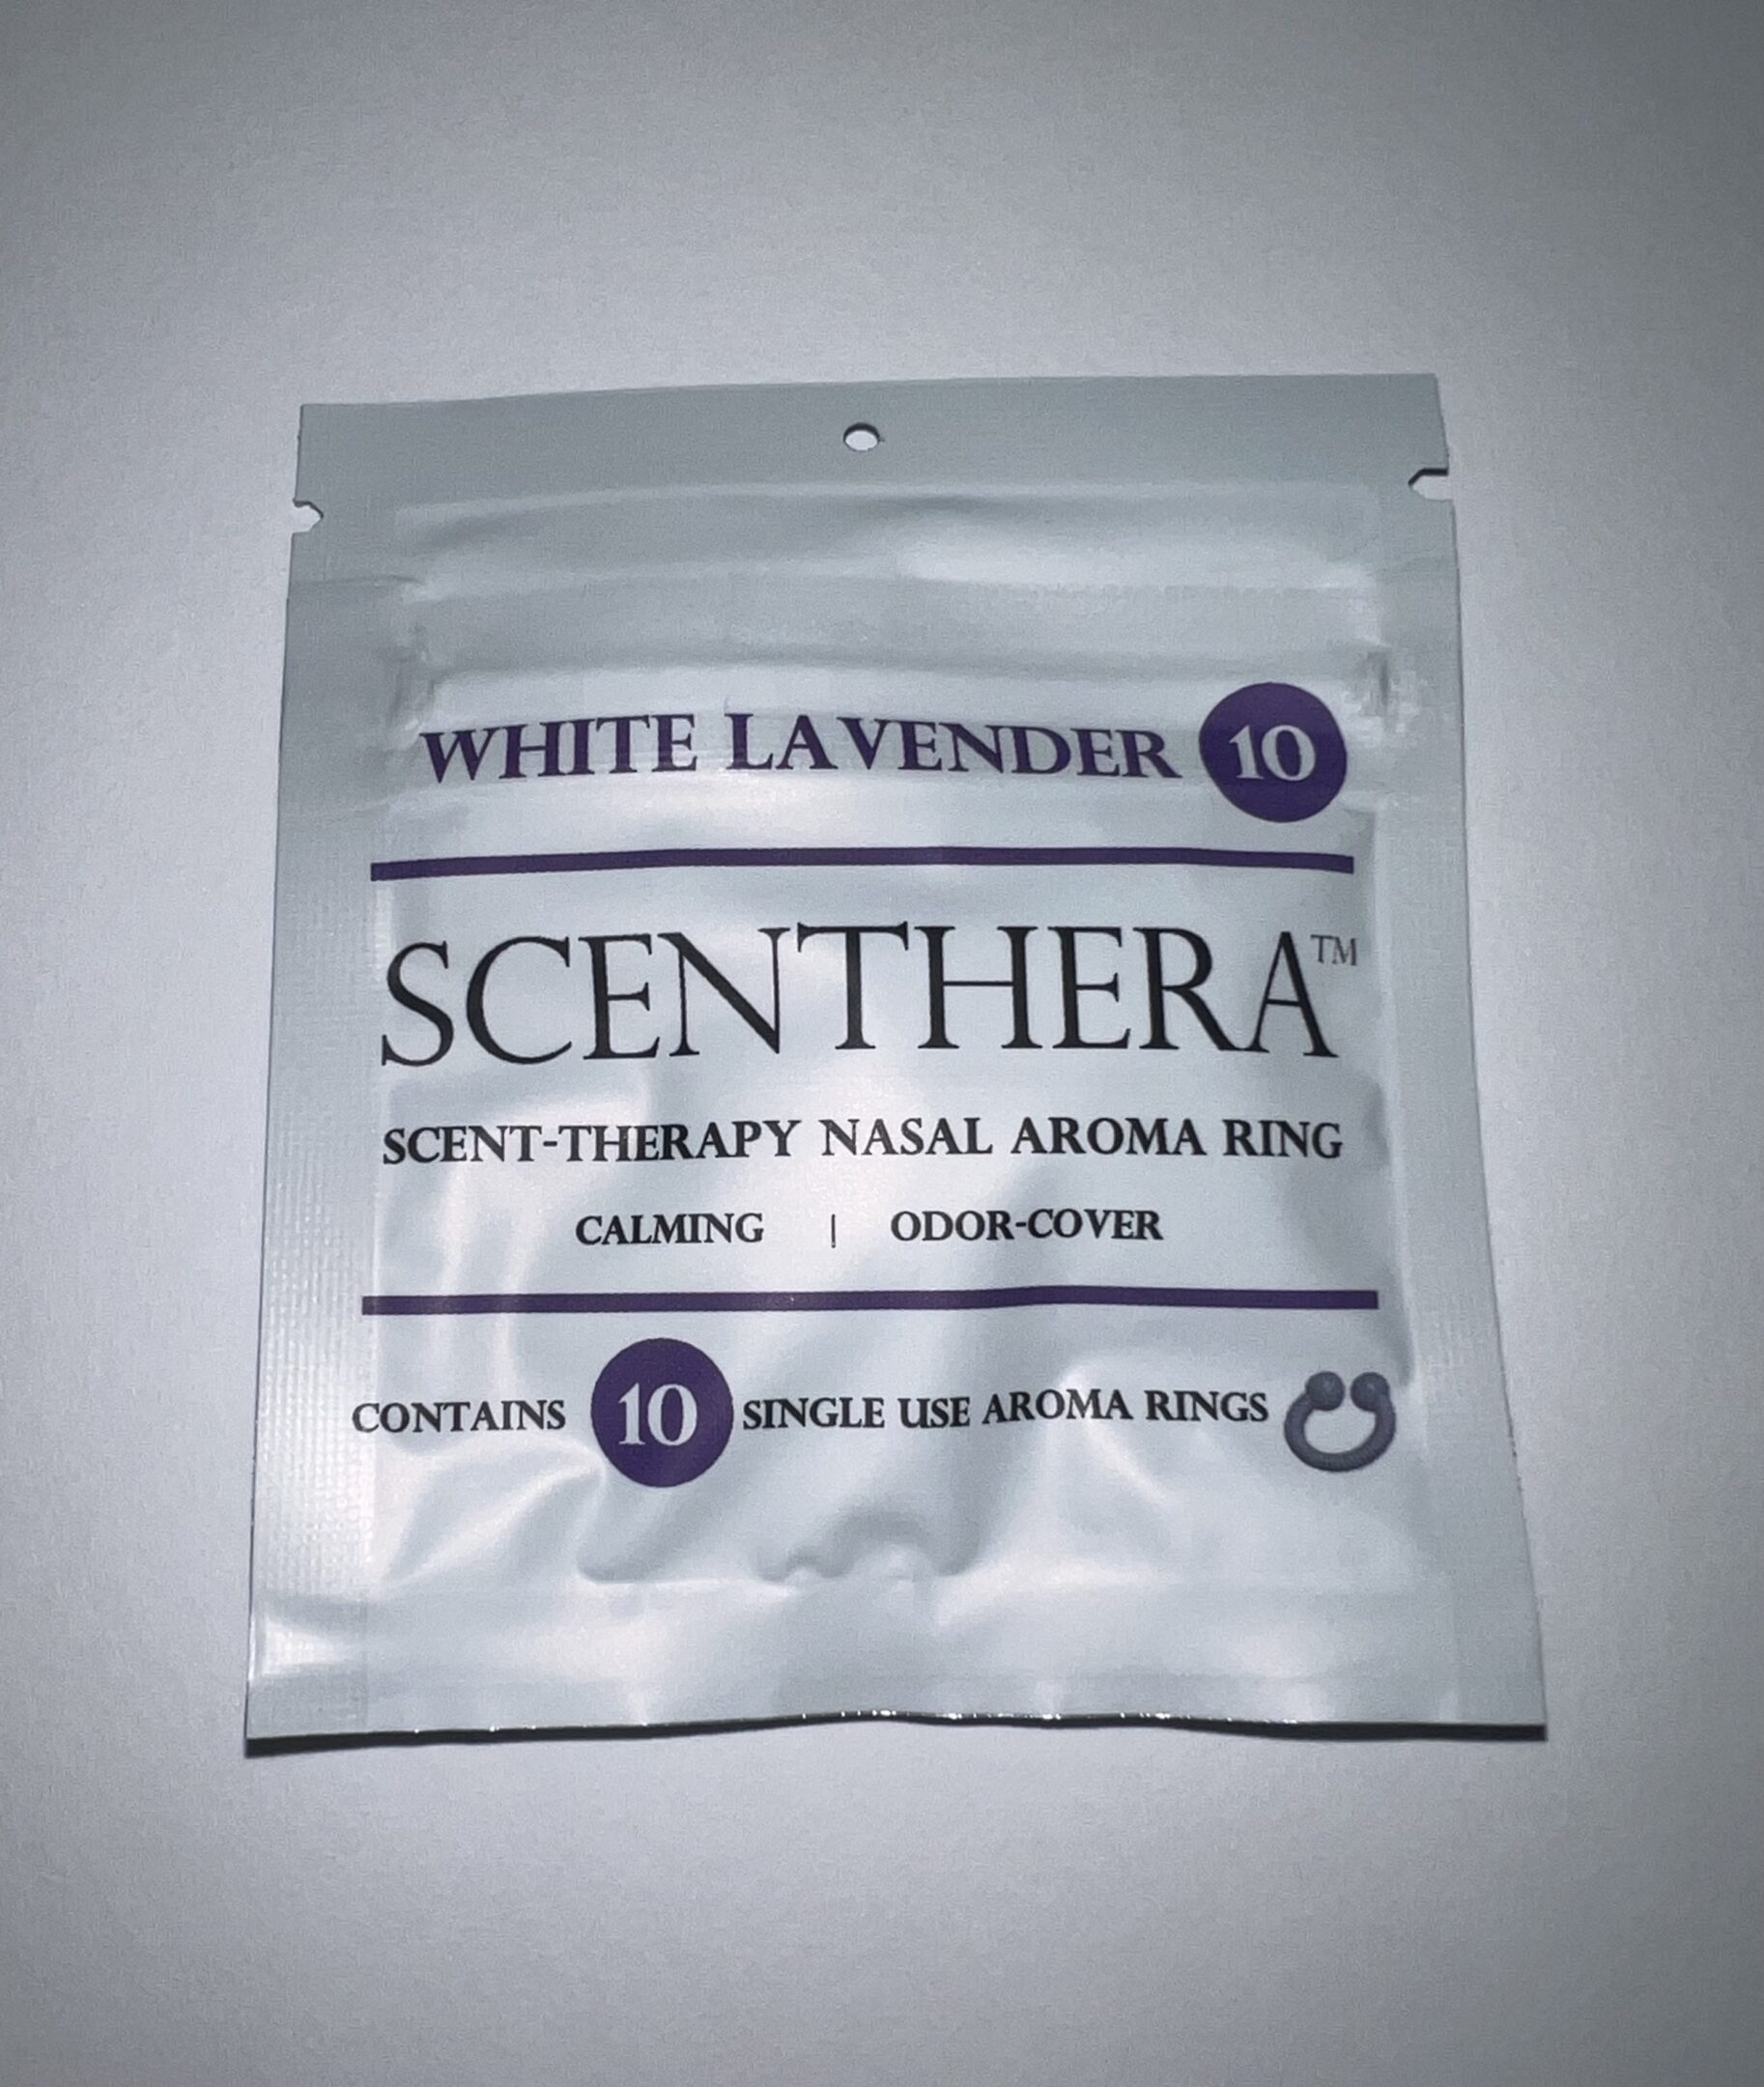 WHITE LAVENDER 10
SCENTHERA™
SCENT-THERAPY NASAL AROMA RING
CALMING | ODOR-COVER
CONTAINS 10 SINGLE USE AROMA RINGS